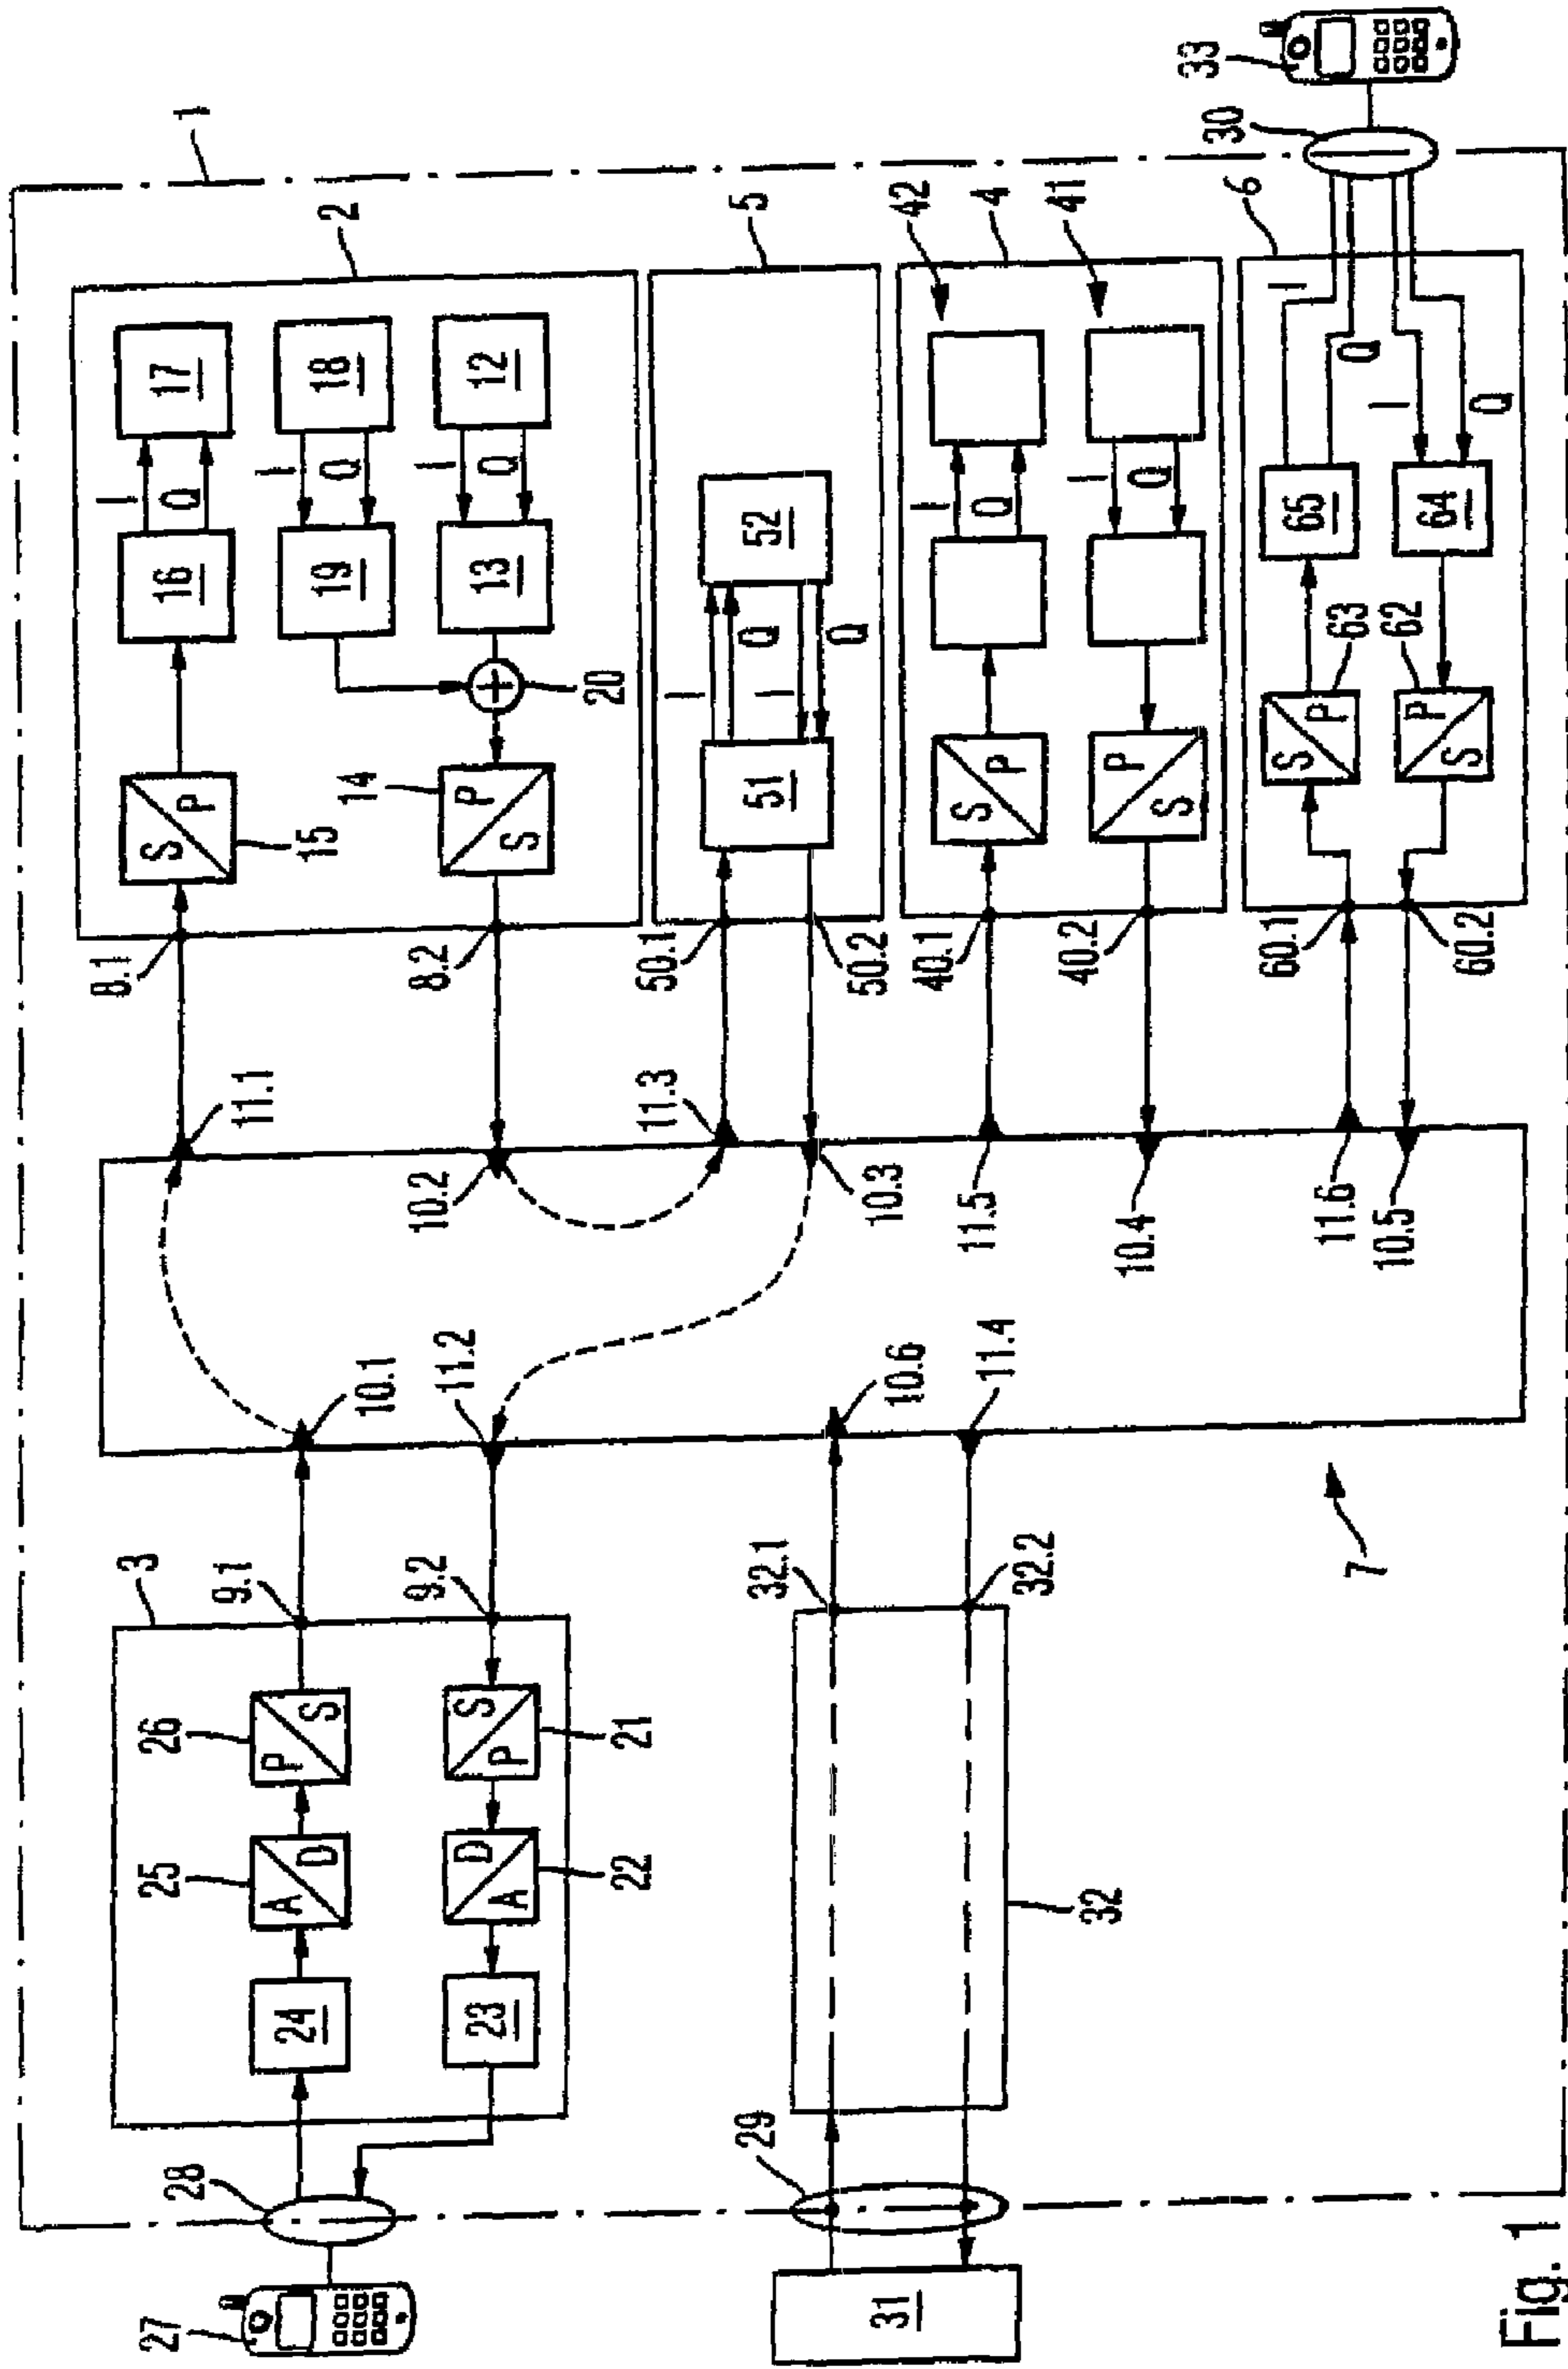 1
2
17
I
Q
16
S
P
15
8.1
11.1
18
I
Q
19
12
I
Q
13
20
14
P
S
8.2
10.2
5
52
I
Q
I
Q
51
50.1
50.2
11.3
10.3
4
42
I
Q
S
P
40.1
11.5
41
I
Q
P
S
40.2
10.4
33
30
6
I
Q
65
63
S
P
60.1
11.6
I
Q
64
62
P
S
60.2
10.5
7
10.1
11.2
10.6
11.4
3
9.1
26
P
S
25
A
D
24
9.2
S
P
21
D
A
22
23
28
27
32.1
32.2
32
29
31
Fig. 1